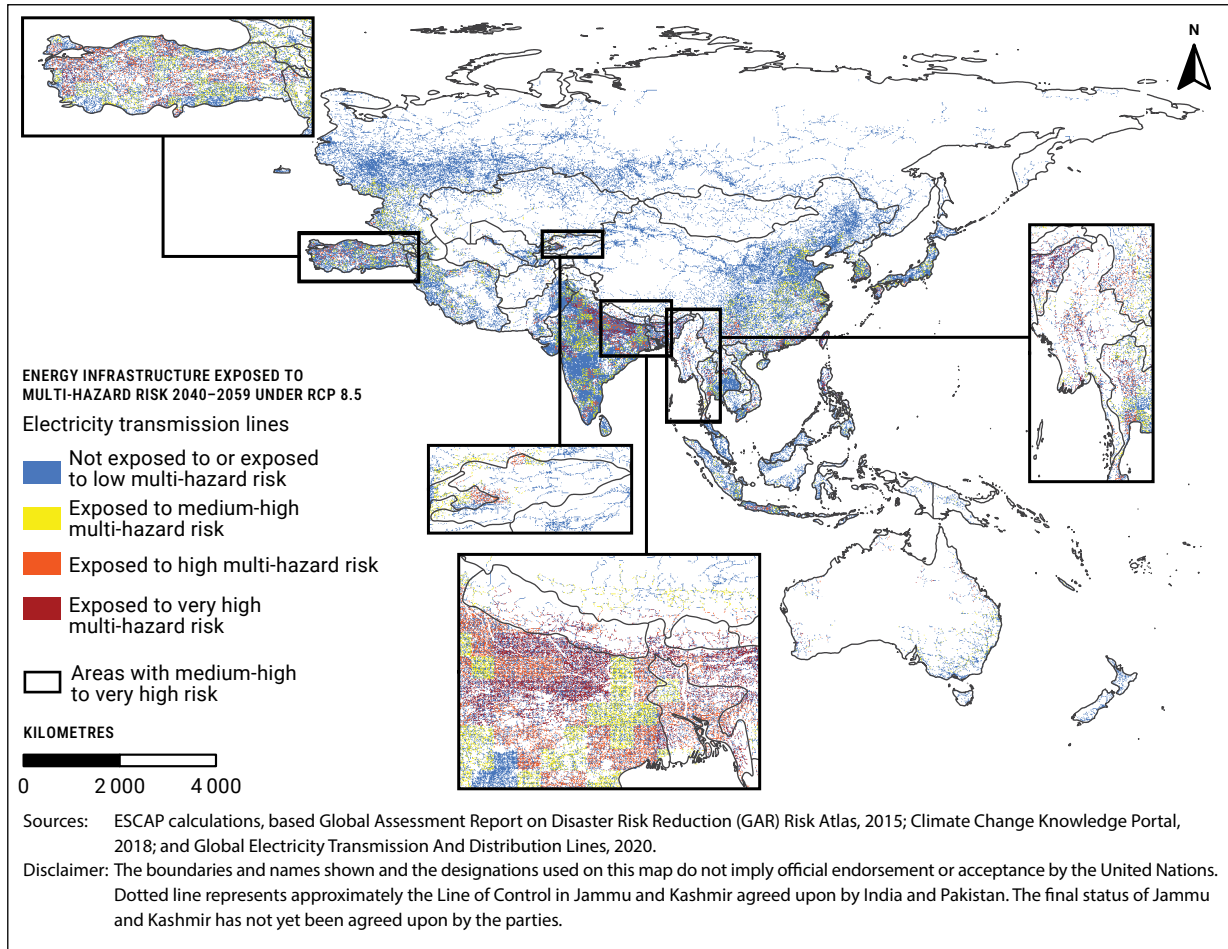 N
ENERGY INFRASTRUCTURE EXPOSED TO
MULTI-HAZARD RISK 2040–2059 UNDER RCP 8.5
Electricity transmission lines
Not exposed to or exposed
to low multi-hazard risk
Exposed to medium-high
multi-hazard risk
Exposed to high multi-hazard risk
Exposed to very high
multi-hazard risk
Areas with medium-high
to very high risk
KILOMETRES
0 2 000 4 000
Sources: ESCAP calculations, based Global Assessment Report on Disaster Risk Reduction (GAR) Risk Atlas, 2015; Climate Change Knowledge Portal,
2018; and Global Electricity Transmission And Distribution Lines, 2020.
Disclaimer: The boundaries and names shown and the designations used on this map do not imply official endorsement or acceptance by the United Nations.
Dotted line represents approximately the Line of Control in Jammu and Kashmir agreed upon by India and Pakistan. The final status of Jammu
and Kashmir has not yet been agreed upon by the parties.